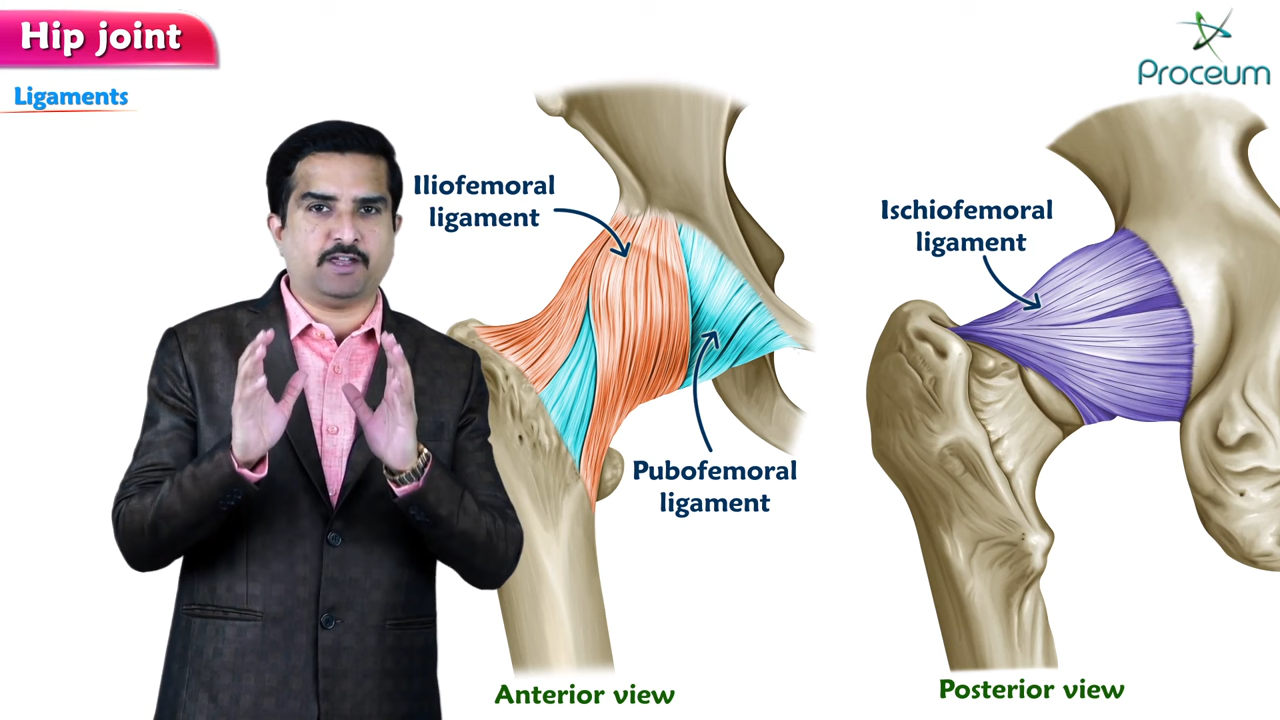 Hip joint
Proceum
Ligaments
Iliofemoral
ligament
Ischiofemoral
ligament
Pubofemoral
ligament
Anterior view
Posterior view